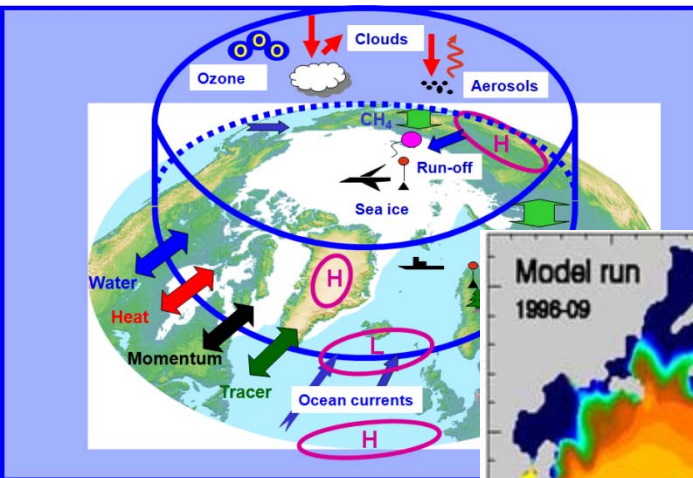 Clouds
O O O
Ozone
Aerosols
CH₄
H
Run-off
Sea ice
H
Water
Heat
Momentum
Tracer
L
Ocean currents
H
Model run
1996-09